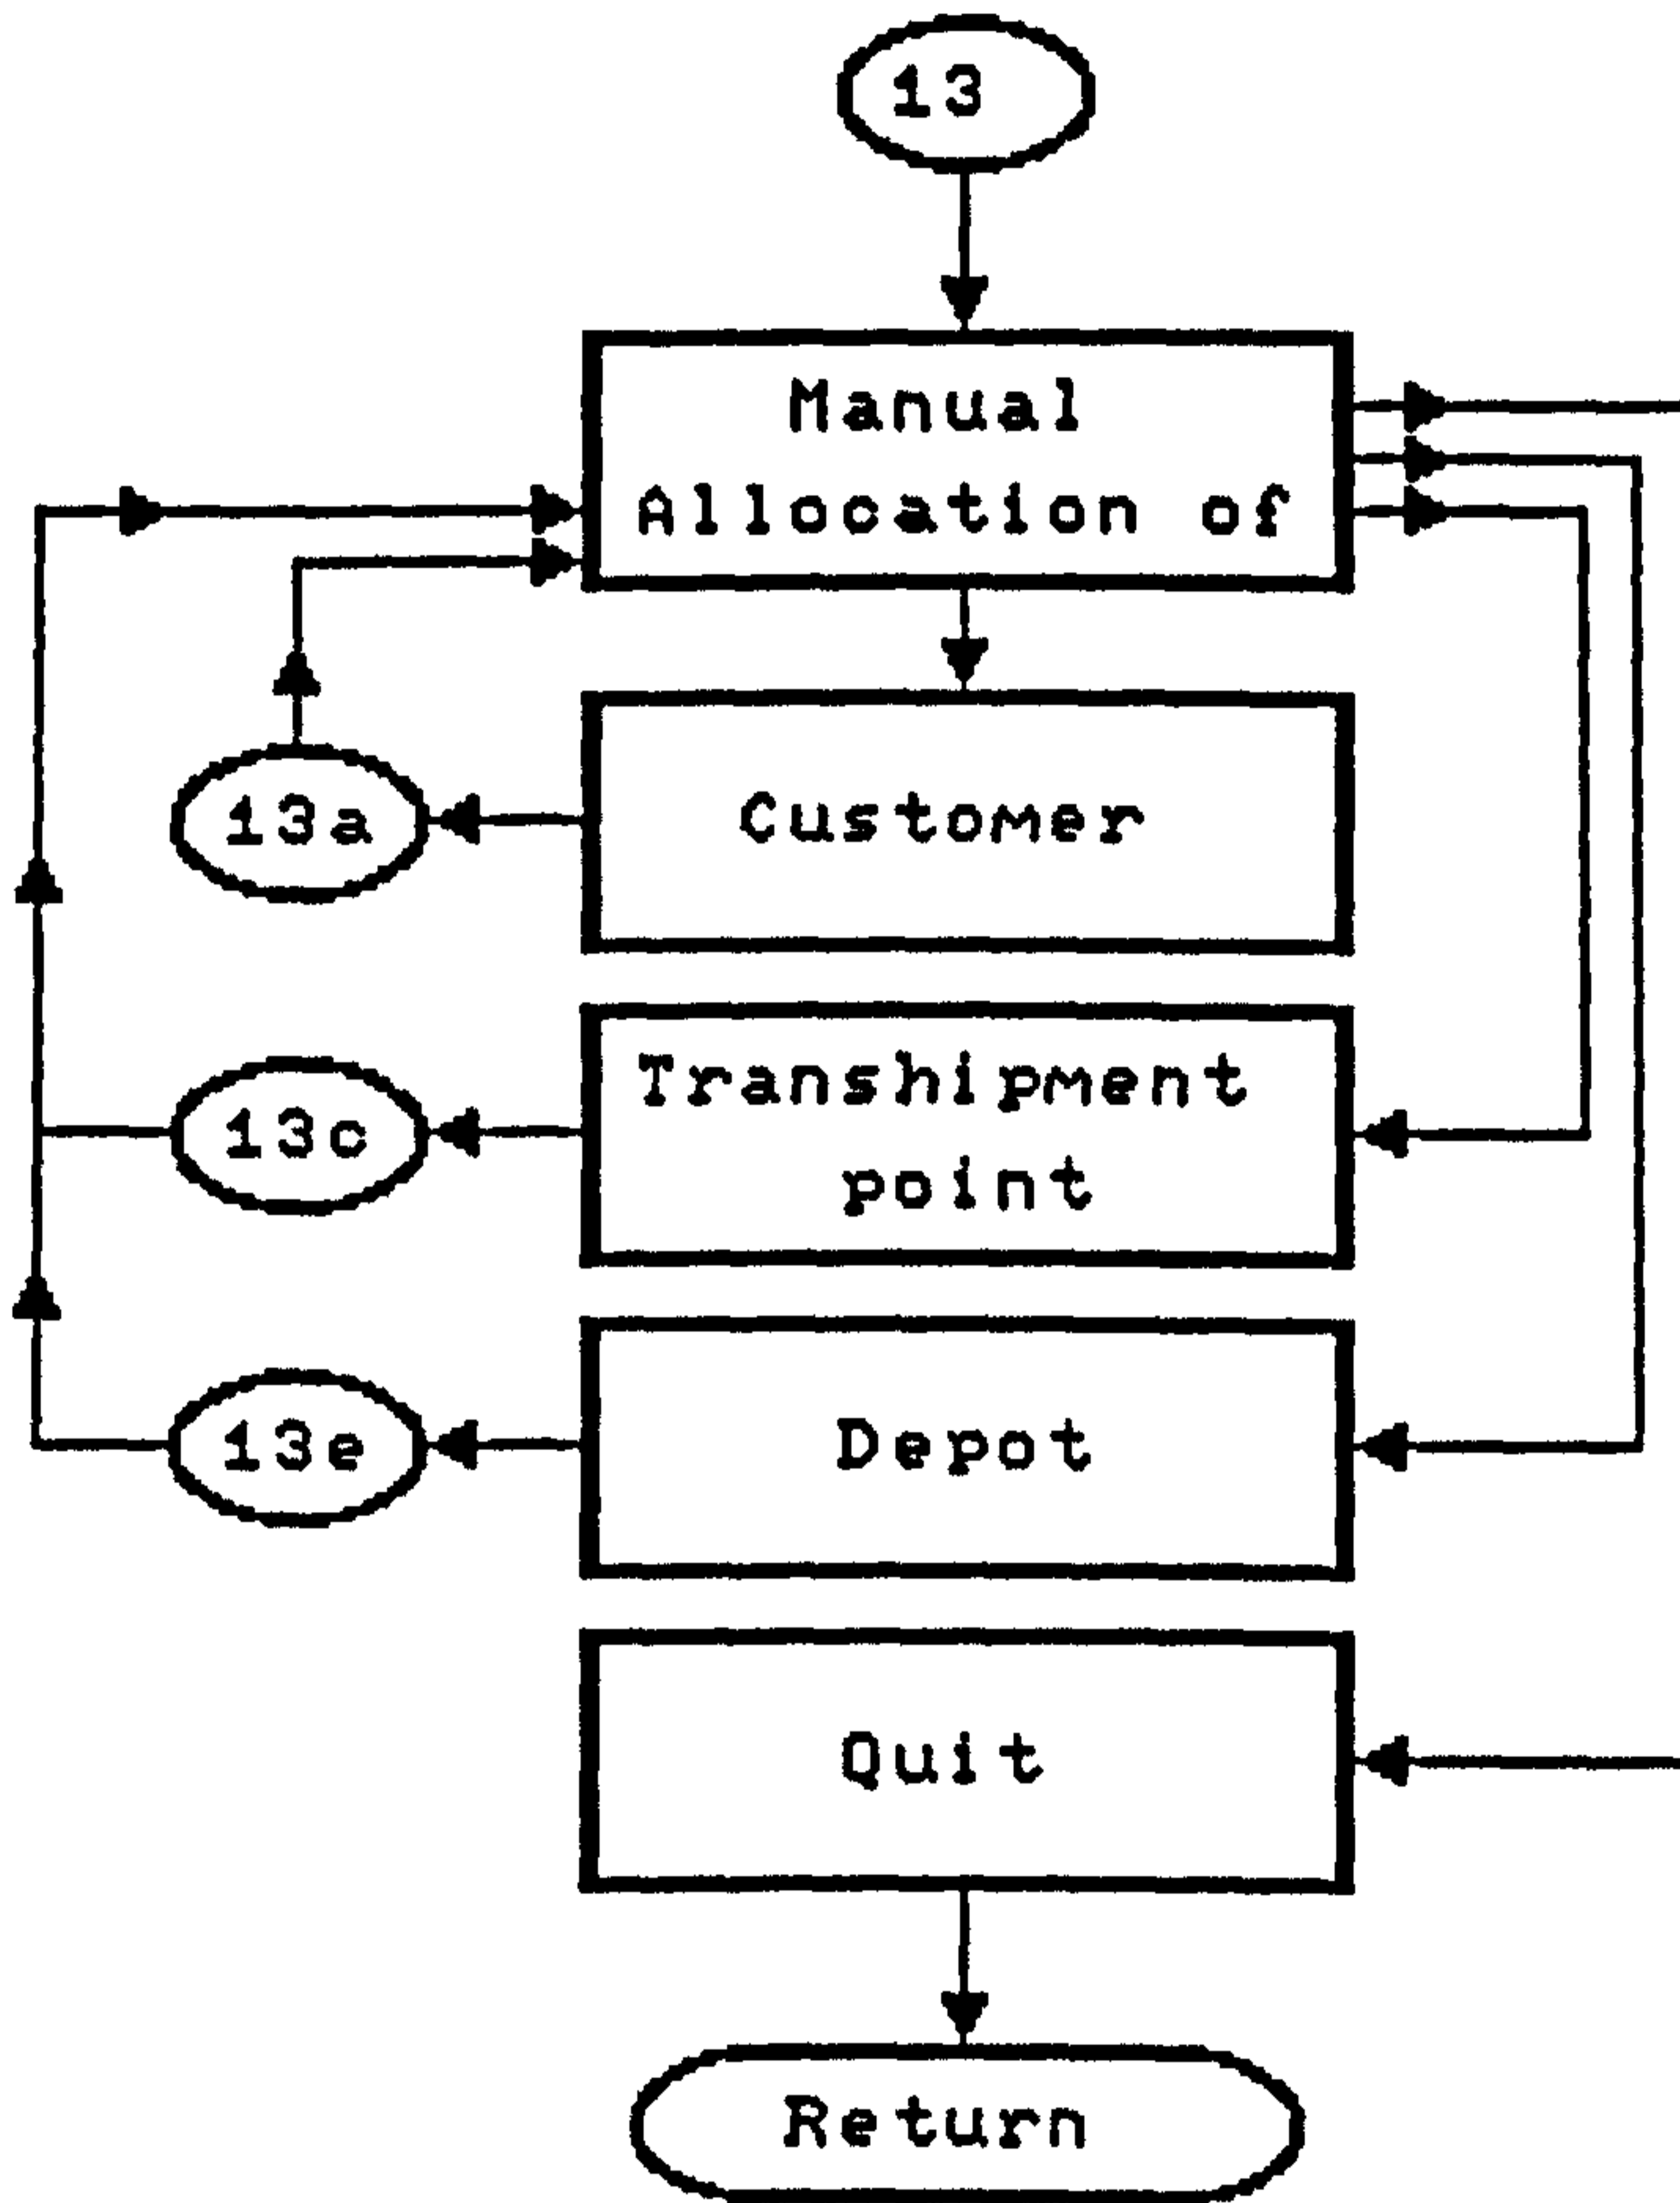 13
Manual
Allocation of
13a
Customer
13c
Transhipment
point
13e
Depot
Quit
Return